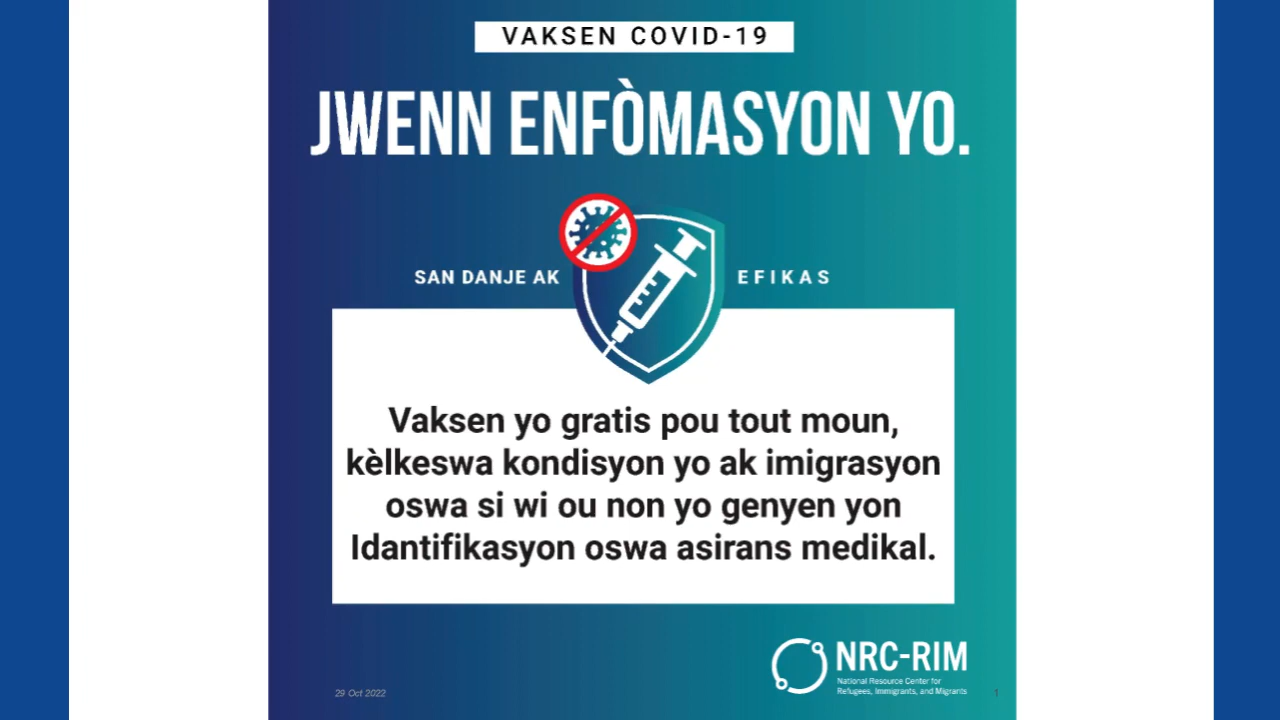 VAKSEN COVID-19
JWENN ENFÒMASYON YO.
SAN DANJE AK EFIKAS
Vaksen yo gratis pou tout moun,
kèlkeswa kondisyon yo ak imigrasyon
oswa si wi ou non yo genyen yon
Idantifikasyon oswa asirans medikal.
NRC-RIM
National Resource Center for
Refugees, Immigrants, and Migrants
29 Oct 2022
1